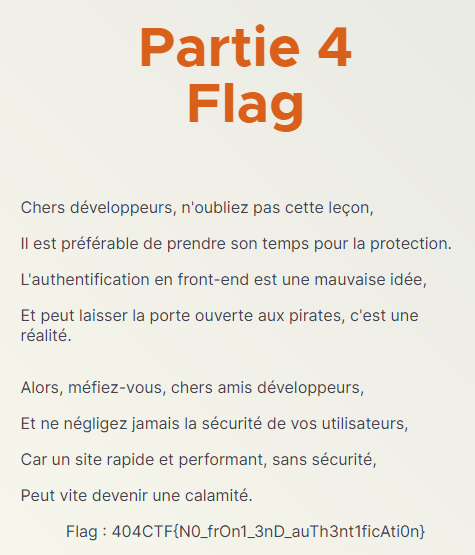 Partie 4
Flag
Chers développeurs, n'oubliez pas cette leçon,
Il est préférable de prendre son temps pour la protection.
L'authentification en front-end est une mauvaise idée,
Et peut laisser la porte ouverte aux pirates, c'est une
réalité.
Alors, méfiez-vous, chers amis développeurs,
Et ne négligez jamais la sécurité de vos utilisateurs,
Car un site rapide et performant, sans sécurité,
Peut vite devenir une calamité.
Flag : 404CTF{N0_frOn1_3nD_auTh3nt1ficAti0n}